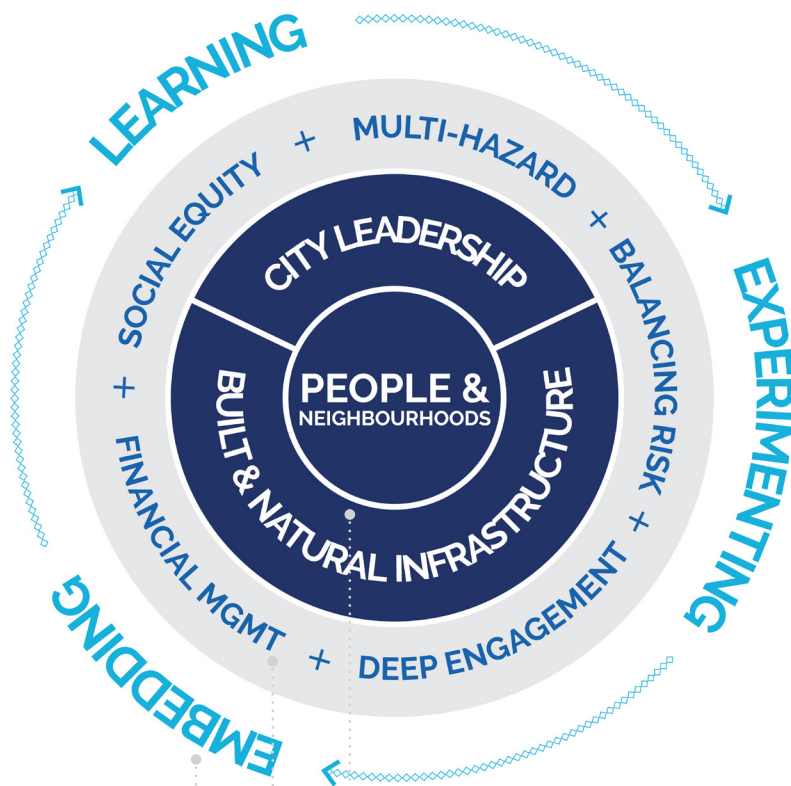 LEARNING
EXPERIMENTING
EMBEDDING
MULTI-HAZARD
+
BALANCING RISK
+
DEEP ENGAGEMENT
+
FINANCIAL MGMT
+
SOCIAL EQUITY
+
CITY LEADERSHIP
BUILT & NATURAL INFRASTRUCTURE
PEOPLE &
NEIGHBOURHOODS